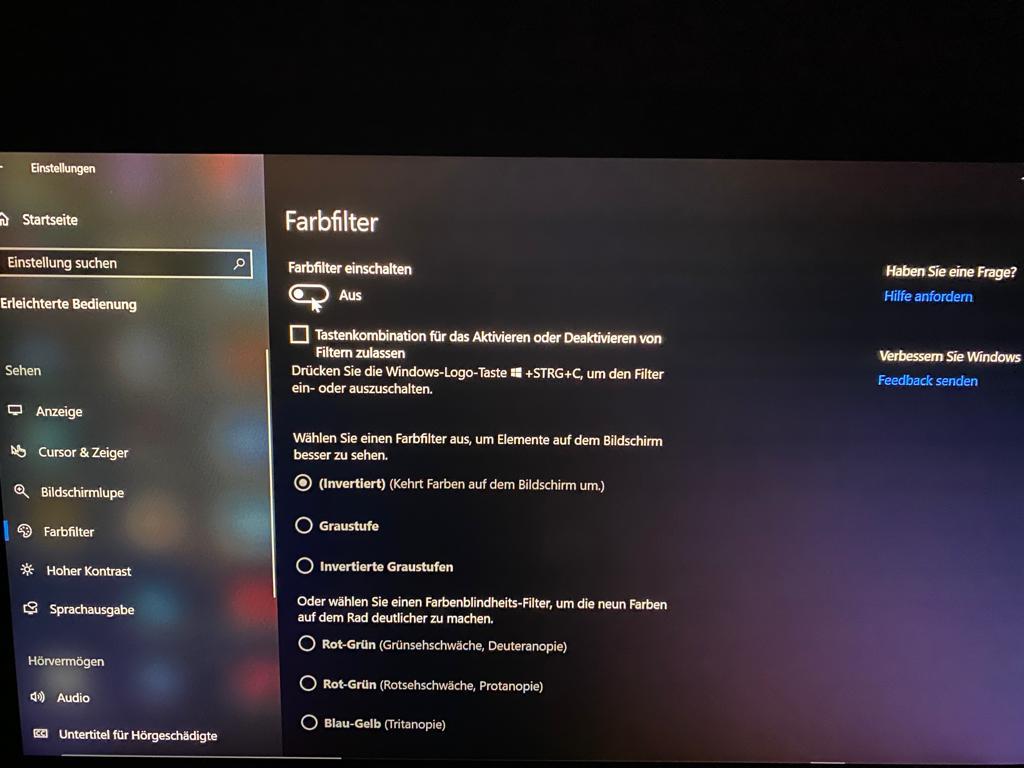 Einstellungen
Startseite
Einstellung suchen
Erleichterte Bedienung
Sehen
Anzeige
Cursor & Zeiger
Bildschirmlupe
Farbfilter
Hoher Kontrast
Sprachausgabe
Hörvermögen
Audio
Untertitel für Hörgeschädigte
Farbfilter
Farbfilter einschalten
Aus
Tastenkombination für das Aktivieren oder Deaktivieren von
Filtern zulassen
Drücken Sie die Windows-Logo-Taste +STRG+C, um den Filter
ein- oder auszuschalten.
Wählen Sie einen Farbfilter aus, um Elemente auf dem Bildschirm
besser zu sehen.
(Invertiert) (Kehrt Farben auf dem Bildschirm um.)
Graustufe
Invertierte Graustufen
Oder wählen Sie einen Farbenblindheits-Filter, um die neun Farben
auf dem Rad deutlicher zu machen.
Rot-Grün (Grünsehschwäche, Deuteranopie)
Rot-Grün (Rotsehschwäche, Protanopie)
Blau-Gelb (Tritanopie)
Haben Sie eine Frage?
Hilfe anfordern
Verbessern Sie Windows
Feedback senden